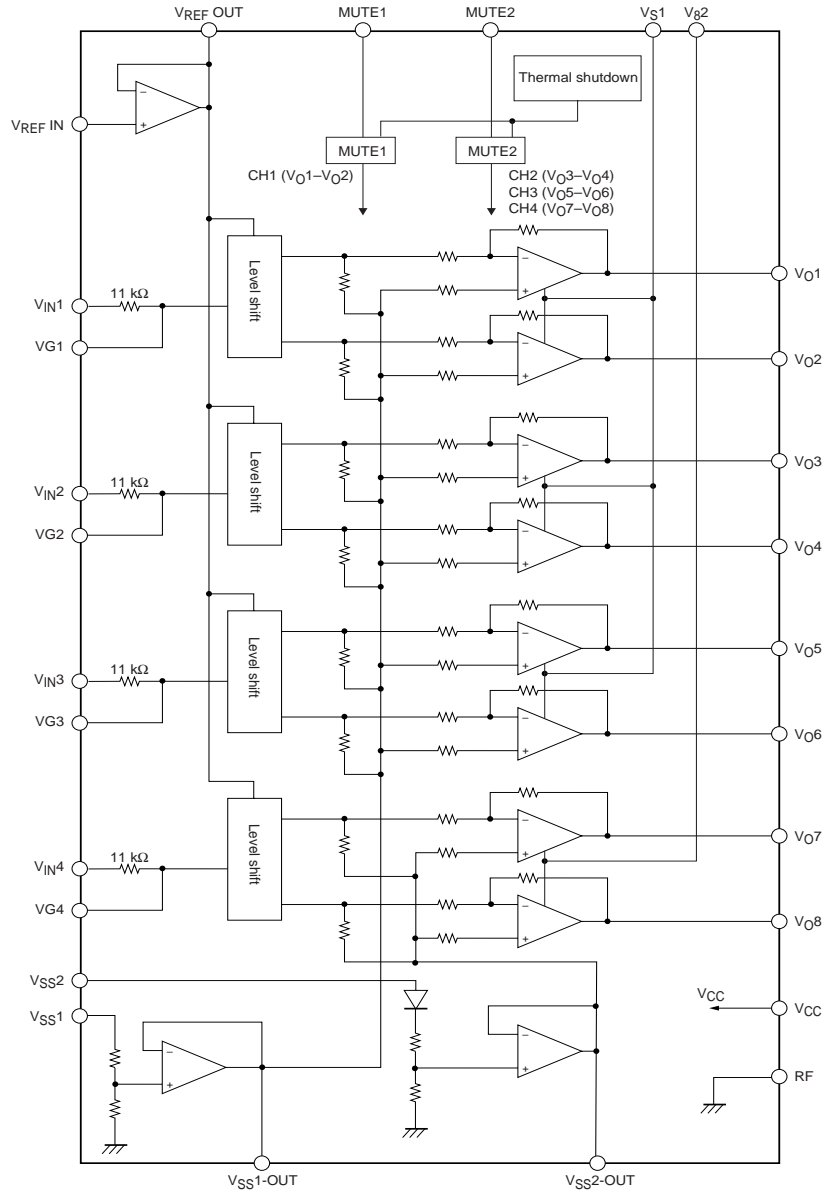 VREF OUT
MUTE1
MUTE2
VS1
V82
Thermal shutdown
VREF IN
MUTE1
MUTE2
CH1 (VO1–VO2)
CH2 (VO3–VO4)
CH3 (VO5–VO6)
CH4 (VO7–VO8)
Level shift
11 kΩ
VIN1
VG1
VO1
VO2
Level shift
11 kΩ
VIN2
VG2
VO3
VO4
Level shift
11 kΩ
VIN3
VG3
VO5
VO6
Level shift
11 kΩ
VIN4
VG4
VO7
VO8
VSS2
VSS1
VCC
VCC
RF
VSS1-OUT
VSS2-OUT